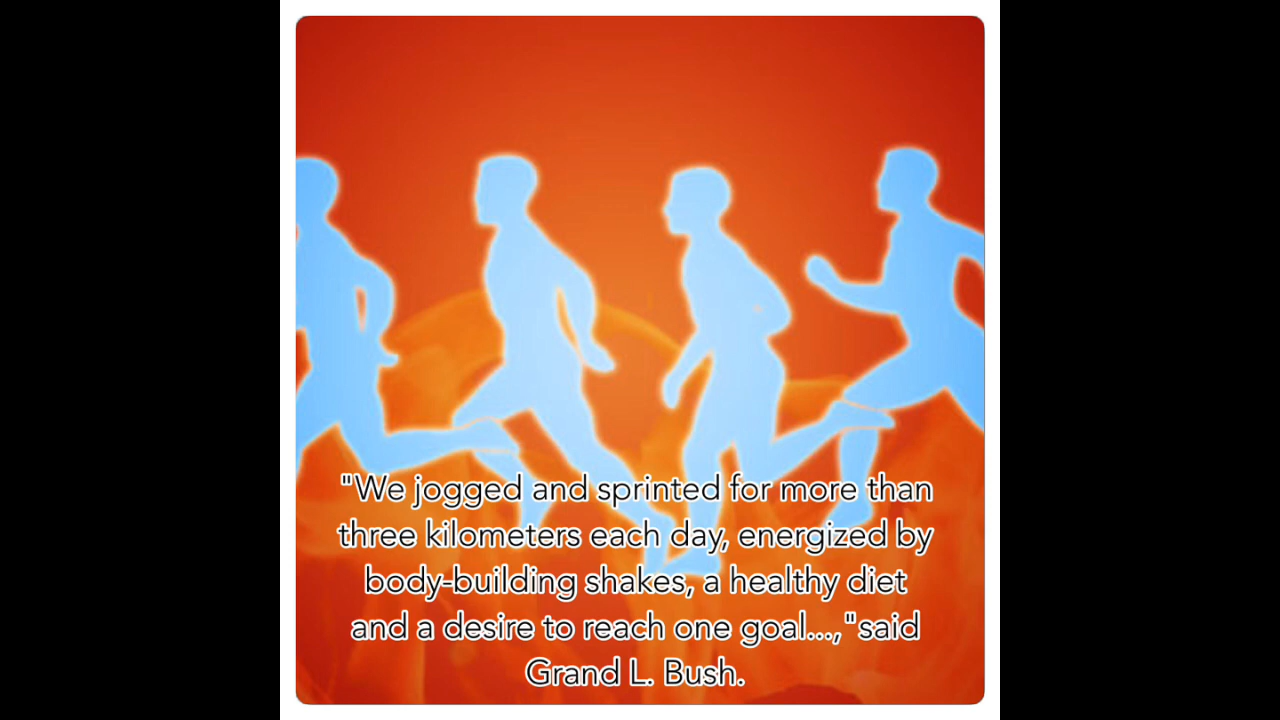 "We jogged and sprinted for more than
three kilometers each day, energized by
body-building shakes, a healthy diet
and a desire to reach one goal...,"said
Grand L. Bush.